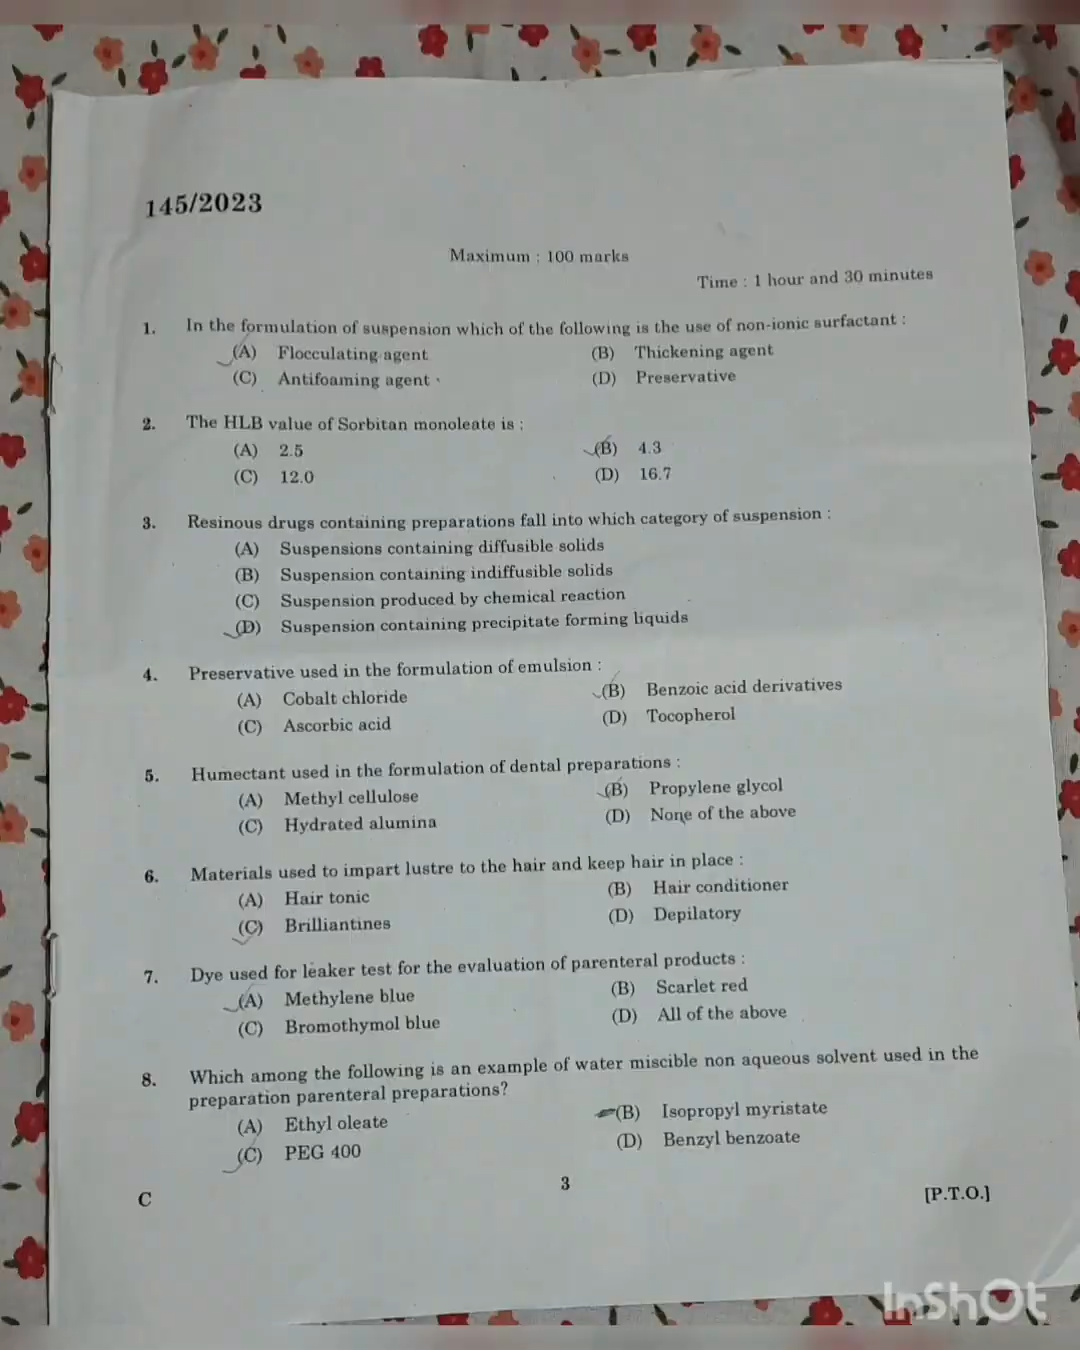 145/2023
Maximum : 100 marks
Time : 1 hour and 30 minutes
1. In the formulation of suspension which of the following is the use of non-ionic surfactant :
(A) Flocculating agent (B) Thickening agent
(C) Antifoaming agent (D) Preservative
2. The HLB value of Sorbitan monoleate is :
(A) 2.5 (B) 4.3
(C) 12.0 (D) 16.7
3. Resinous drugs containing preparations fall into which category of suspension :
(A) Suspensions containing diffusible solids
(B) Suspension containing indiffusible solids
(C) Suspension produced by chemical reaction
(D) Suspension containing precipitate forming liquids
4. Preservative used in the formulation of emulsion :
(A) Cobalt chloride (B) Benzoic acid derivatives
(C) Ascorbic acid (D) Tocopherol
5. Humectant used in the formulation of dental preparations :
(A) Methyl cellulose (B) Propylene glycol
(C) Hydrated alumina (D) None of the above
6. Materials used to impart lustre to the hair and keep hair in place :
(A) Hair tonic (B) Hair conditioner
(C) Brilliantines (D) Depilatory
7. Dye used for leaker test for the evaluation of parenteral products :
(A) Methylene blue (B) Scarlet red
(C) Bromothymol blue (D) All of the above
8. Which among the following is an example of water miscible non aqueous solvent used in the
preparation parenteral preparations?
(A) Ethyl oleate (B) Isopropyl myristate
(C) PEG 400 (D) Benzyl benzoate
C 3 [P.T.O.]
InShOt